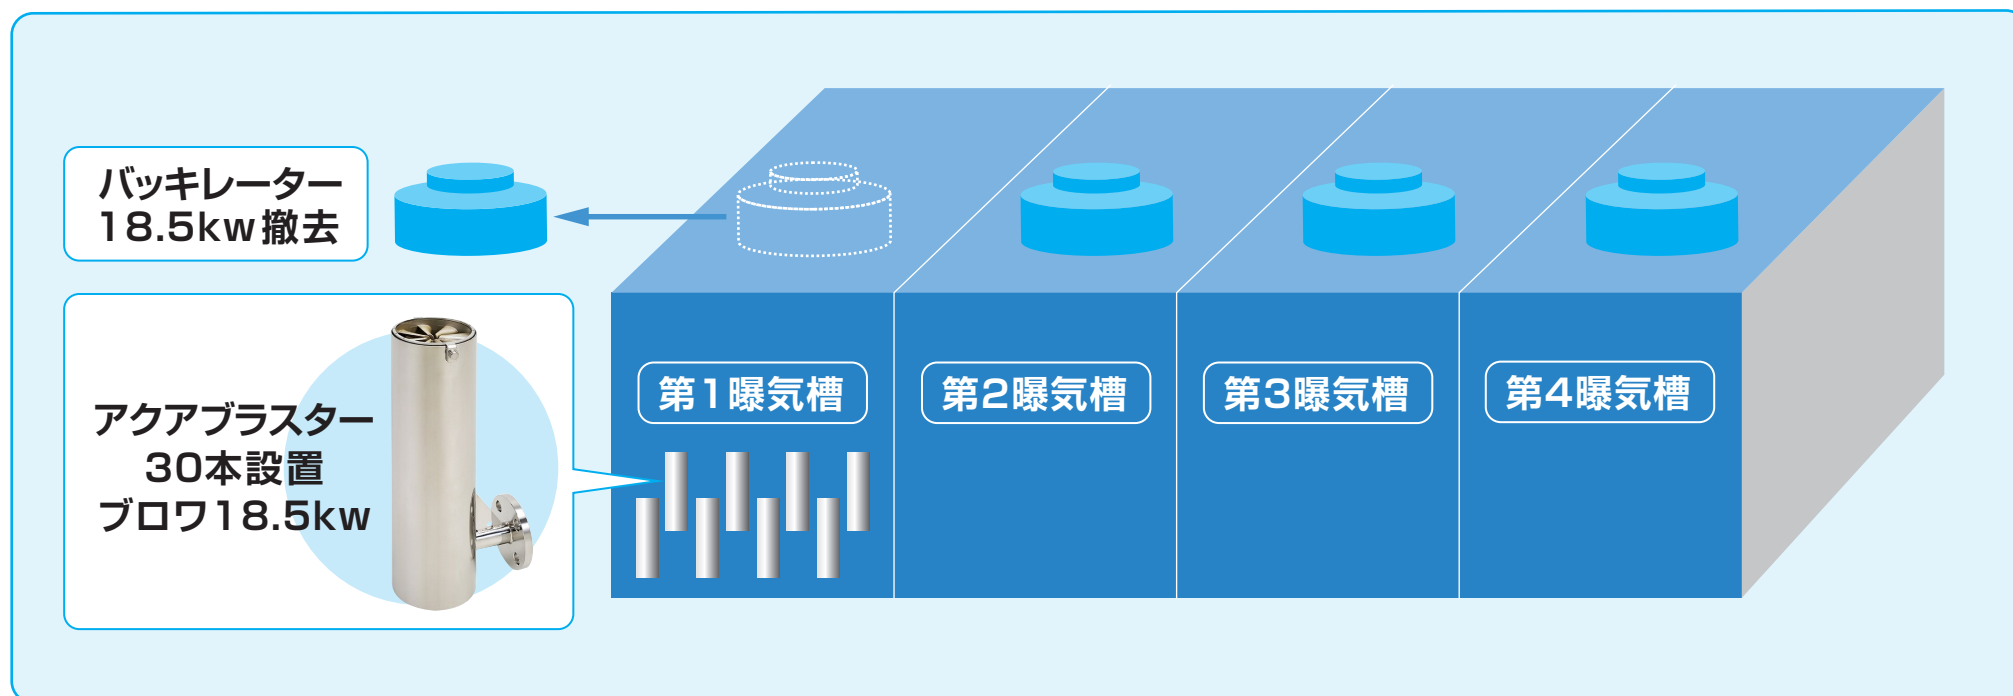 バッキレーター
18.5kw撤去
アクアブラスター
30本設置
ブロワ18.5kw
第1曝気槽
第2曝気槽
第3曝気槽
第4曝気槽